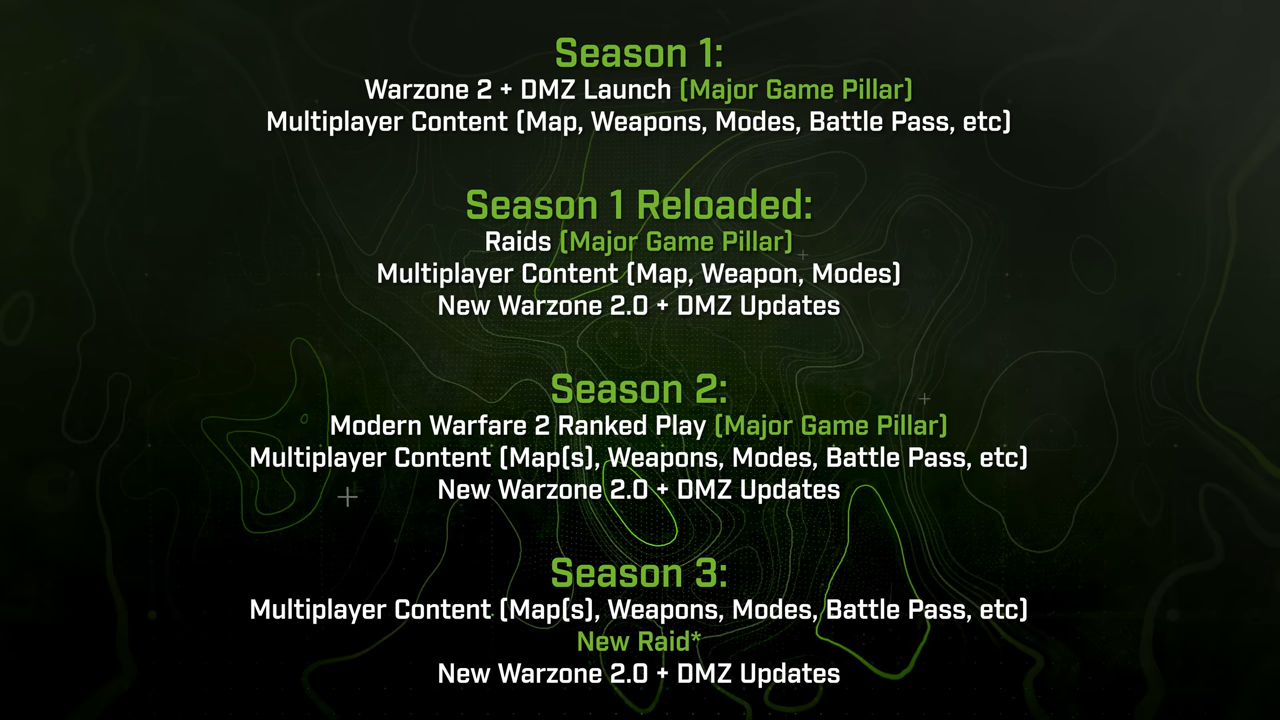 Season 1:
Warzone 2 + DMZ Launch (Major Game Pillar)
Multiplayer Content (Map, Weapons, Modes, Battle Pass, etc)
Season 1 Reloaded:
Raids (Major Game Pillar)
Multiplayer Content (Map, Weapon, Modes)
New Warzone 2.0 + DMZ Updates
Season 2:
Modern Warfare 2 Ranked Play (Major Game Pillar)
Multiplayer Content (Map(s), Weapons, Modes, Battle Pass, etc)
New Warzone 2.0 + DMZ Updates
Season 3:
Multiplayer Content (Map(s), Weapons, Modes, Battle Pass, etc)
New Raid*
New Warzone 2.0 + DMZ Updates